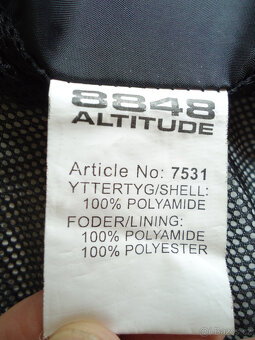 8848
ALTITUDE
Article No: 7531
YTTERTYG/SHELL:
100% POLYAMIDE
FODER/LINING:
100% POLYAMIDE
100% POLYESTER